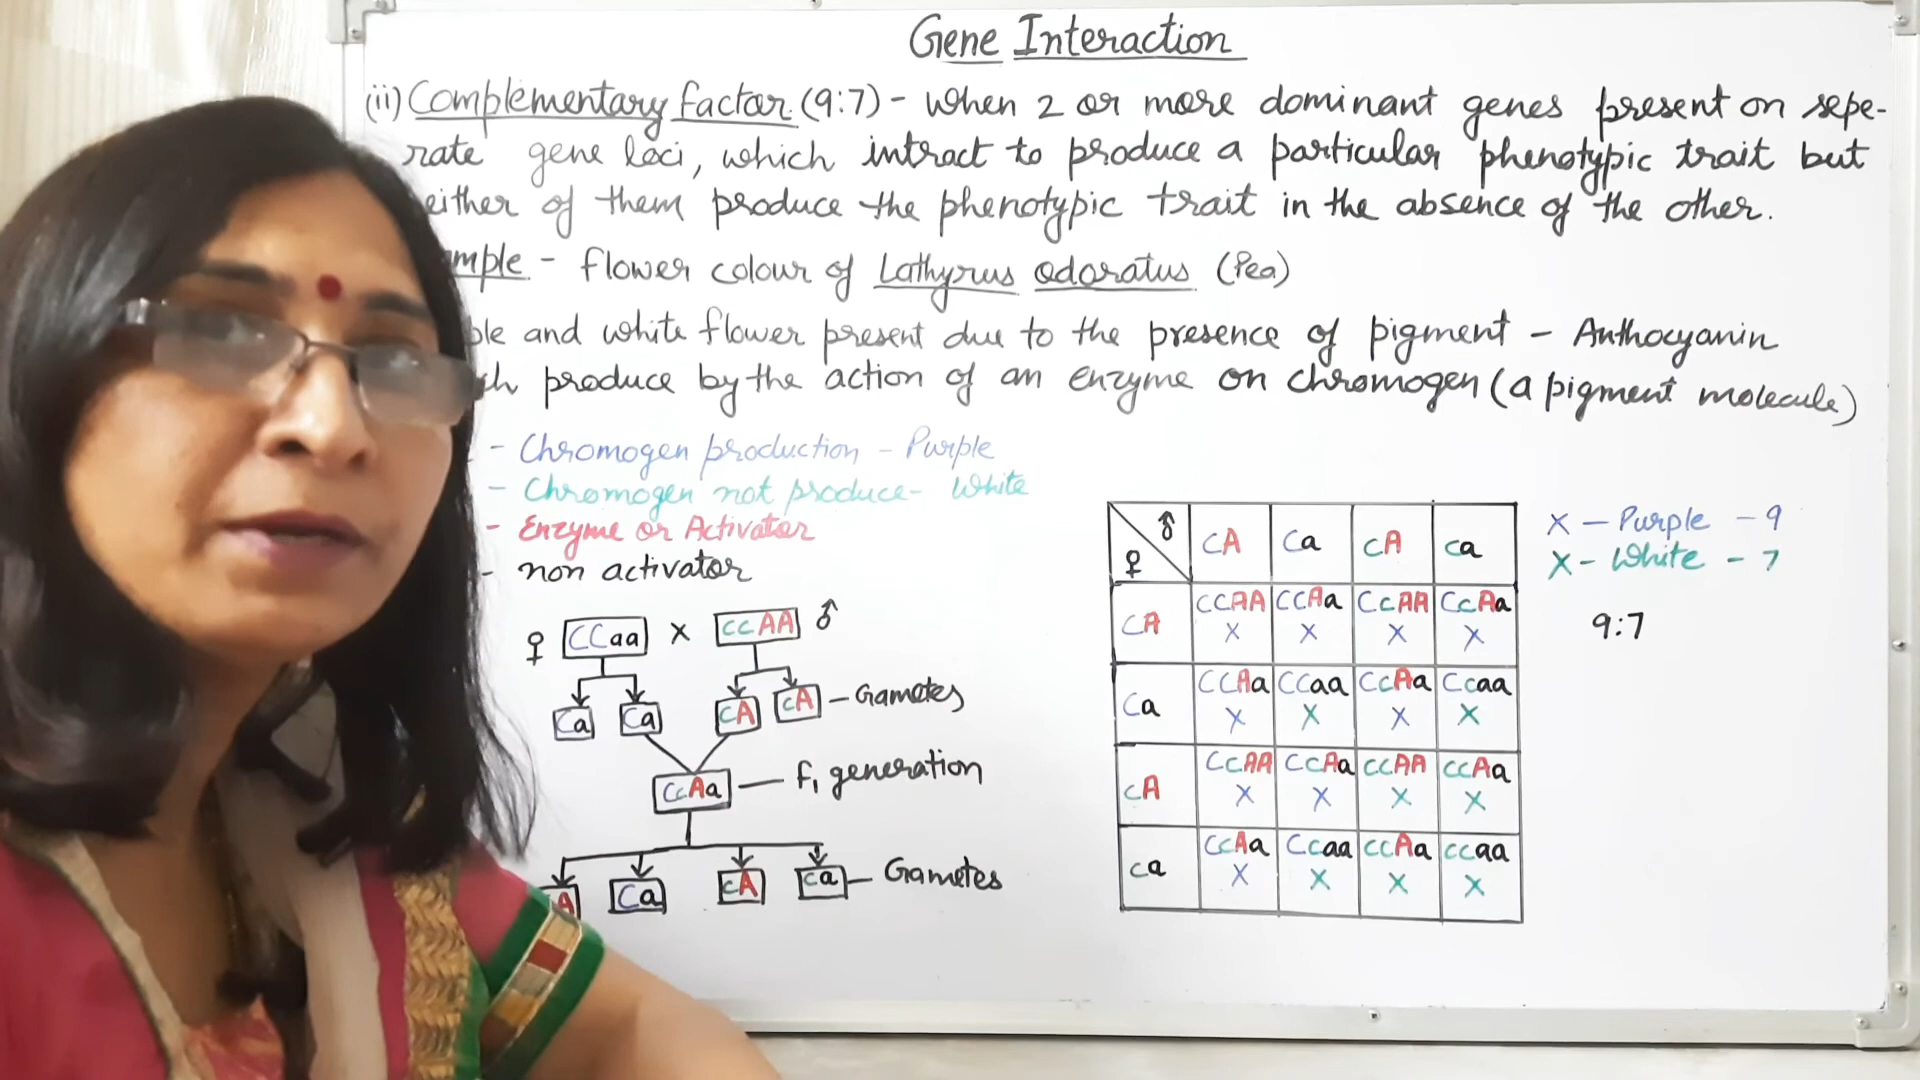 Gene Interaction
(ii) Complementary factor (9:7) - When 2 or more dominant genes present on sepe-
rate gene loci, which intract to produce a particular phenotypic trait but
either of them produce the phenotypic trait in the absence of the other.
mple - flower colour of Lathyrus odoratus (Pea)
ple and white flower present due to the presence of pigment - Anthocyanin
ch produce by the action of an enzyme on chromogen (a pigment molecule)
- Chromogen production - Purple
- Chromogen not produce - White
- Enzyme or Activator
- non activator
♀ CCaa X ccAA ♂
Ca Ca cA cA - Gametes
CcAa - f1 generation
A Ca cA ca - Gametes
♀ ♂ CA Ca cA ca
CA CCAA CCAa CcAA CcAa
X X X X
Ca CCAa CCaa CcAa Ccaa
X X X X
cA CcAA CcAa ccAA ccAa
X X X X
ca CcAa Ccaa ccAa ccaa
X X X X
X - Purple - 9
X - White - 7
9:7